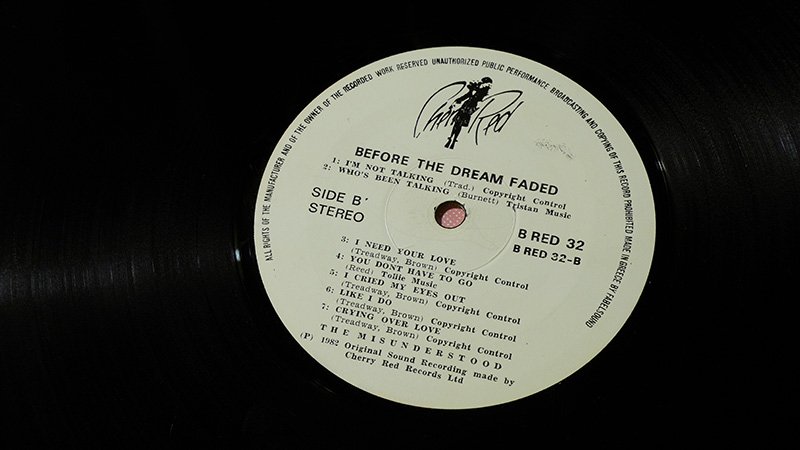 ALL RIGHTS OF THE MANUFACTURER AND OF THE OWNER OF THE RECORDED WORK RESERVED UNAUTHORIZED PUBLIC PERFORMANCE BROADCASTING AND COPYING OF THIS RECORD PROHIBITED MADE IN GREECE BY FABELSOUND
Cherry Red
BEFORE THE DREAM FADED
1: I'M NOT TALKING (Trad.) Copyright Control
2: WHO'S BEEN TALKING (Burnett) Tristan Music
SIDE B'
STEREO
B RED 32
B RED 32-B
3: I NEED YOUR LOVE
(Treadway, Brown) Copyright Control
4: YOU DONT HAVE TO GO
(Reed) Tollie Music
5: I CRIED MY EYES OUT
(Treadway, Brown) Copyright Control
6: LIKE I DO
(Treadway, Brown) Copyright Control
7: CRYING OVER LOVE
(Treadway, Brown) Copyright Control
THE MISUNDERSTOOD
(P) 1982 Original Sound Recording made by
Cherry Red Records Ltd